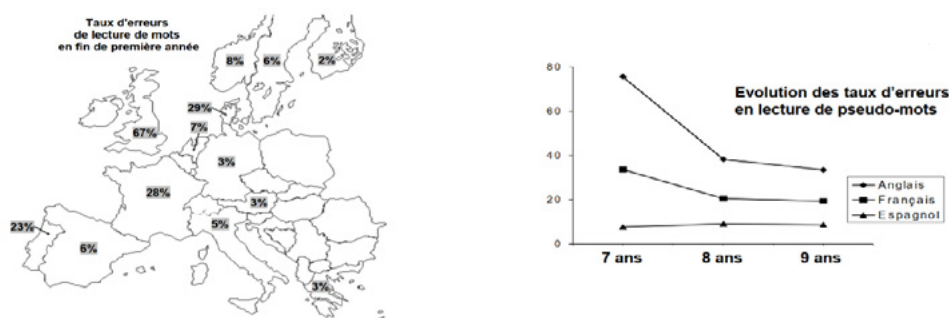 Taux d'erreurs
de lecture de mots
en fin de première année
8%
6%
2%
29%
7%
67%
3%
28%
3%
5%
23%
6%
3%
Evolution des taux d'erreurs
en lecture de pseudo-mots
80
60
40
20
0
7 ans
8 ans
9 ans
Anglais
Français
Espagnol